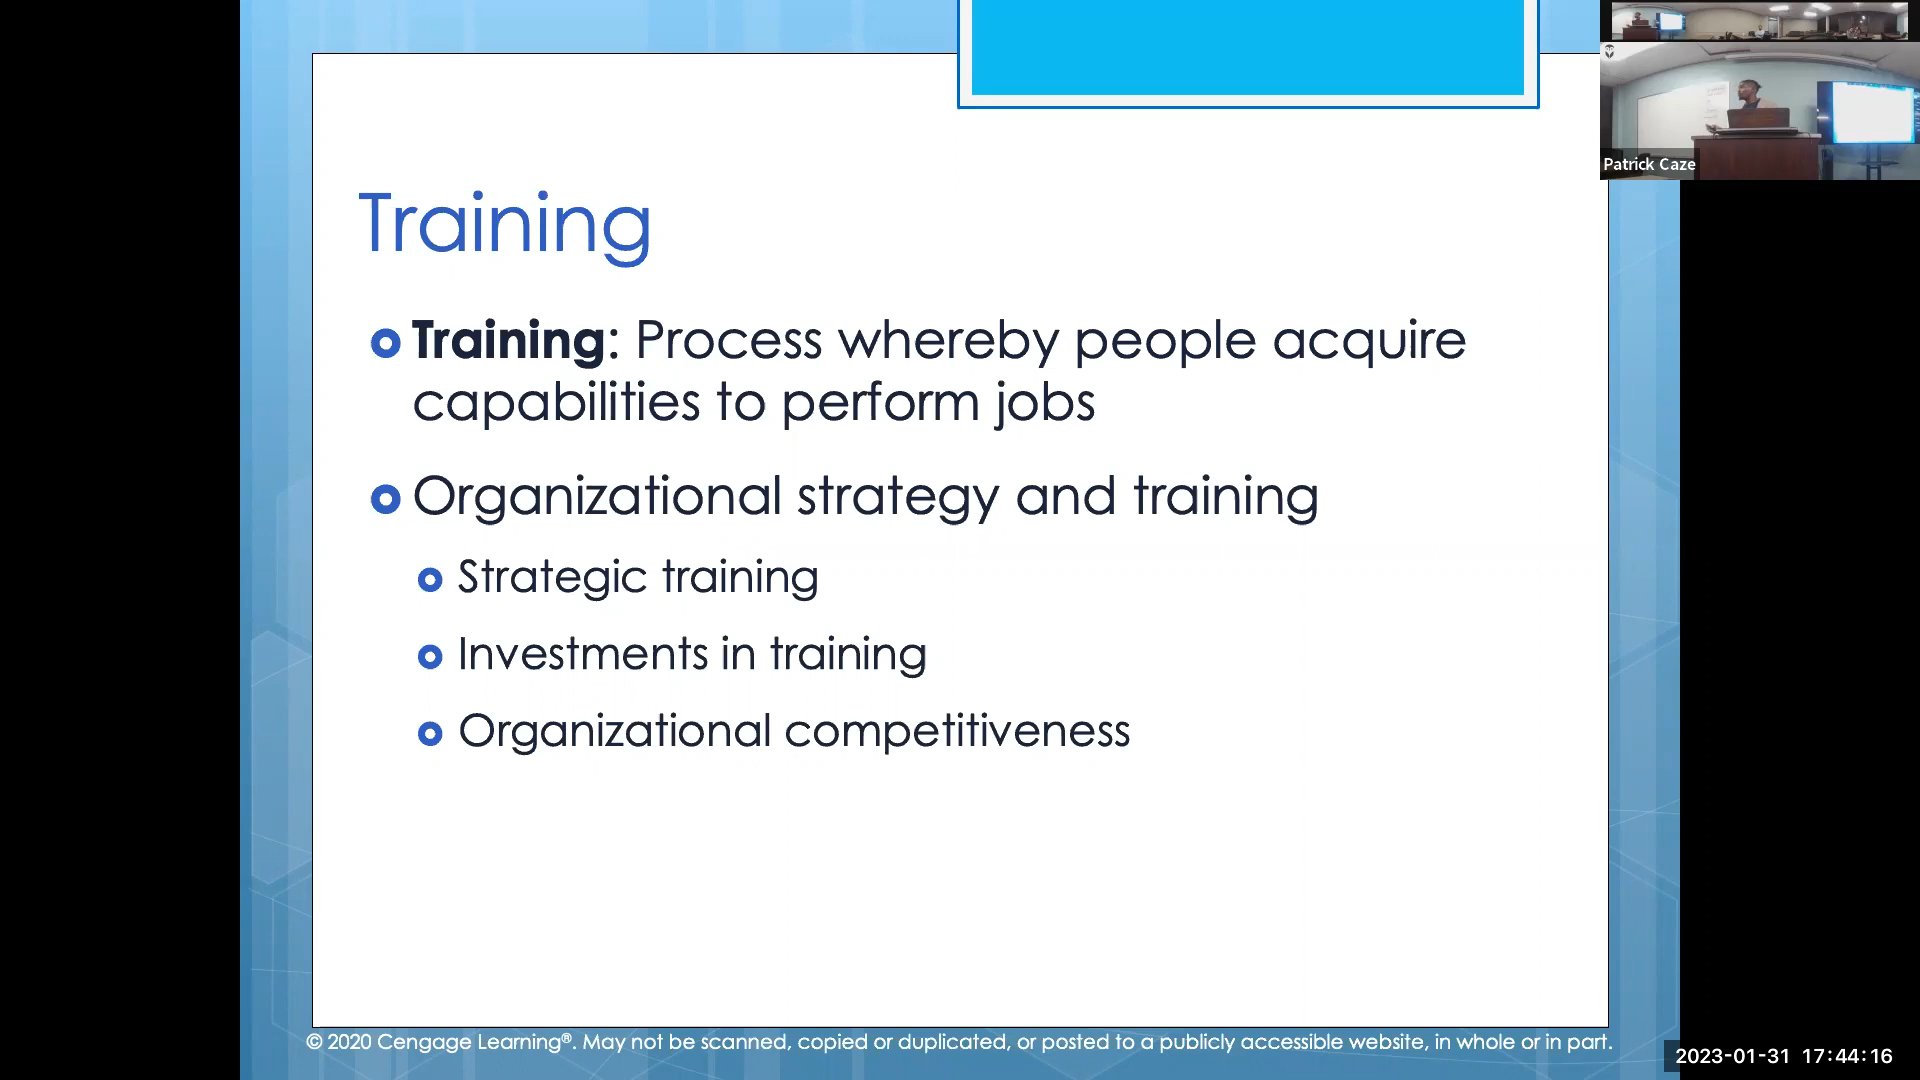 Patrick Caze
Training
Training: Process whereby people acquire
capabilities to perform jobs
Organizational strategy and training
Strategic training
Investments in training
Organizational competitiveness
© 2020 Cengage Learning®. May not be scanned, copied or duplicated, or posted to a publicly accessible website, in whole or in part.
2023-01-31 17:44:16